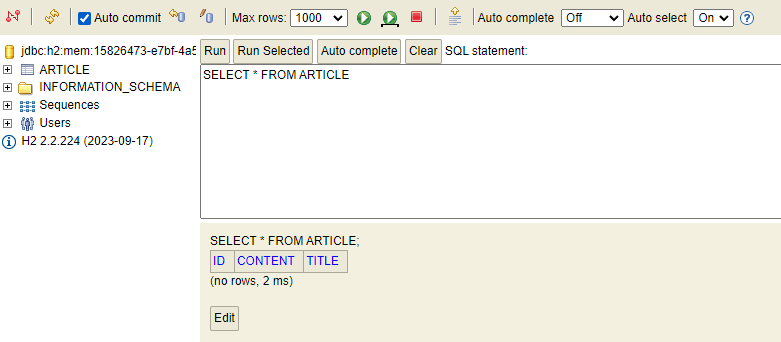 Auto commit Max rows: 1000 Auto complete Off Auto select On
jdbc:h2:mem:15826473-e7bf-4a5
Run Run Selected Auto complete Clear SQL statement:
ARTICLE
SELECT * FROM ARTICLE
INFORMATION_SCHEMA
Sequences
Users
H2 2.2.224 (2023-09-17)
SELECT * FROM ARTICLE;
ID CONTENT TITLE
(no rows, 2 ms)
Edit